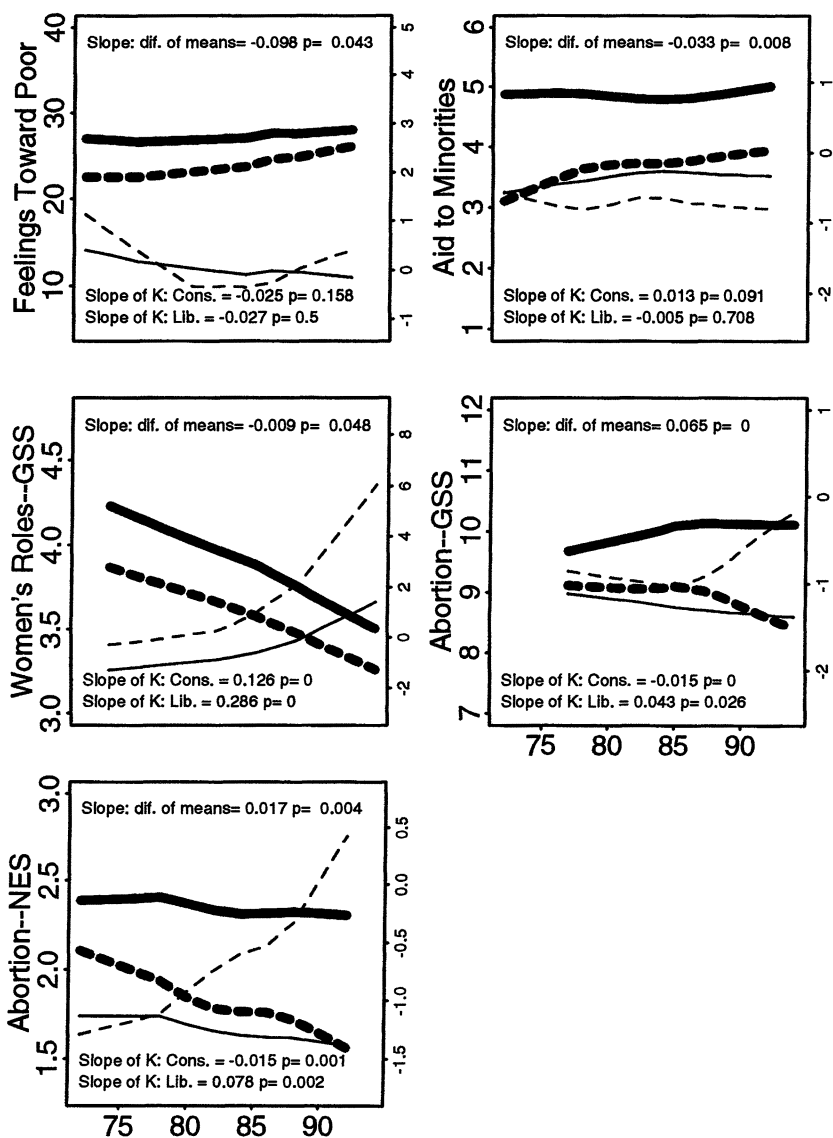 Feelings Toward Poor
40
30
20
10
Slope: dif. of means= -0.098 p= 0.043
Slope of K: Cons. = -0.025 p= 0.158
Slope of K: Lib. = -0.027 p= 0.5
5
4
3
2
1
0
-1
Aid to Minorities
6
5
4
3
2
1
Slope: dif. of means= -0.033 p= 0.008
Slope of K: Cons. = 0.013 p= 0.091
Slope of K: Lib. = -0.005 p= 0.708
1
0
-1
-2
Women's Roles--GSS
4.5
4.0
3.5
3.0
Slope: dif. of means= -0.009 p= 0.048
Slope of K: Cons. = 0.126 p= 0
Slope of K: Lib. = 0.286 p= 0
8
6
4
2
0
-2
Abortion--GSS
12
11
10
9
8
7
Slope: dif. of means= 0.065 p= 0
Slope of K: Cons. = -0.015 p= 0
Slope of K: Lib. = 0.043 p= 0.026
1
0
-1
-2
75 80 85 90
Abortion--NES
3.0
2.5
2.0
1.5
Slope: dif. of means= 0.017 p= 0.004
Slope of K: Cons. = -0.015 p= 0.001
Slope of K: Lib. = 0.078 p= 0.002
0.5
0.0
-0.5
-1.0
-1.5
75 80 85 90